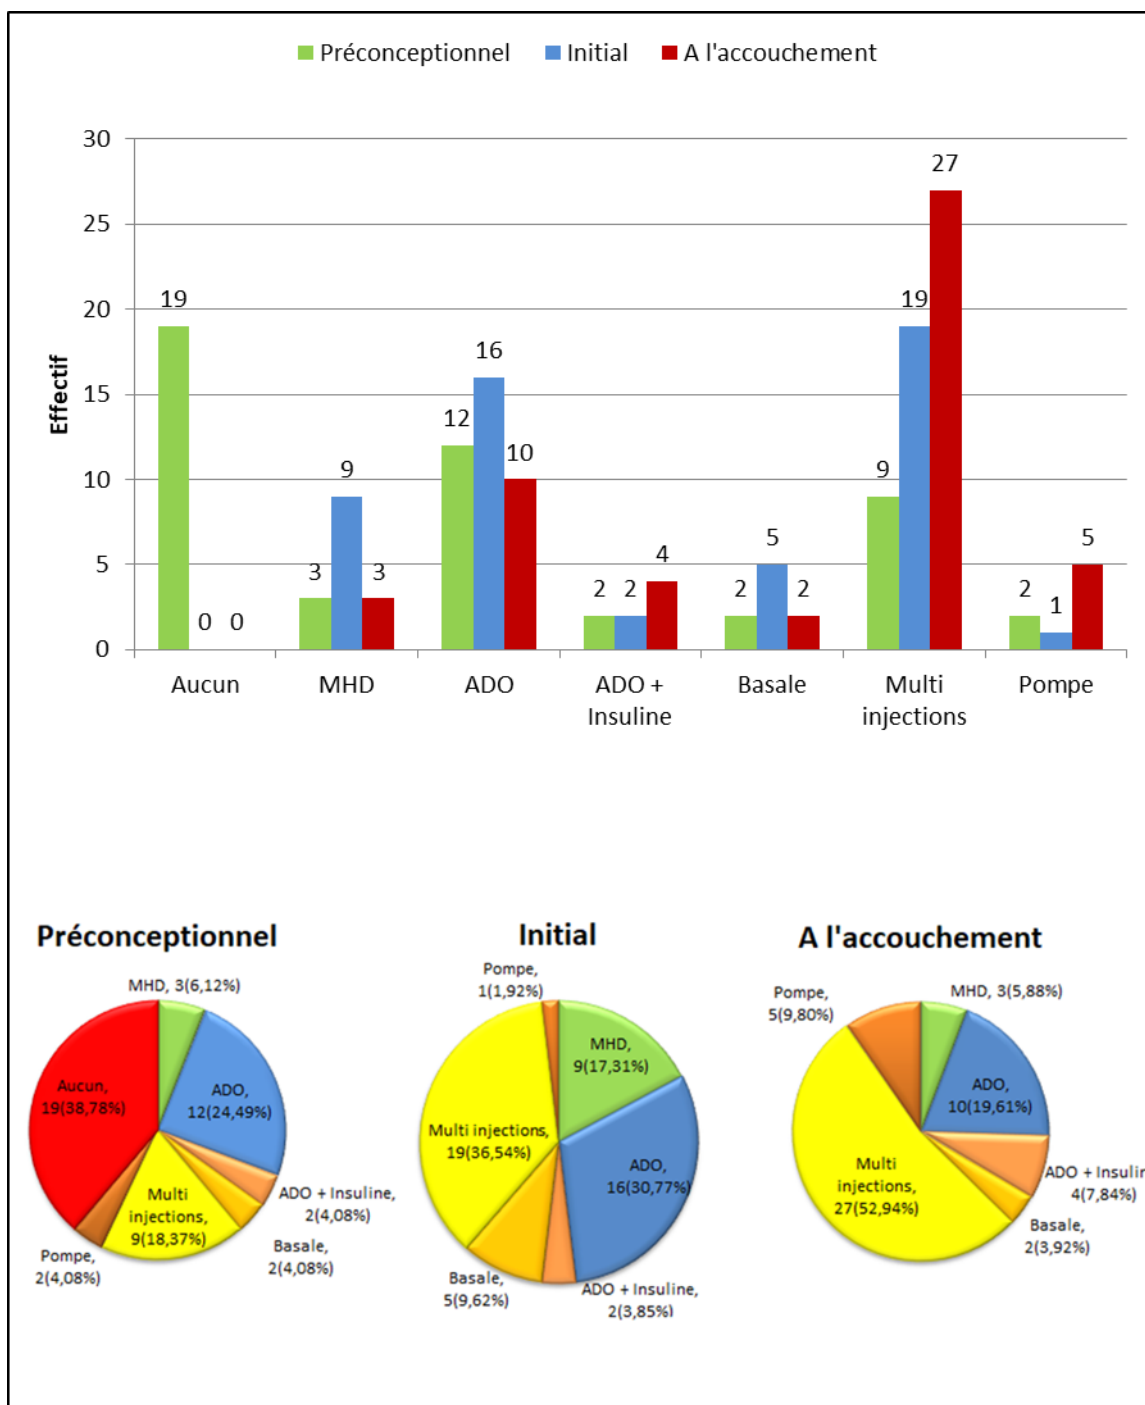 Préconceptionnel Initial A l'accouchement
30
25
20
15
10
5
0
Effectif
19 0 0
3 9 3
12 16 10
2 2 4
2 5 2
9 19 27
2 1 5
Aucun
MHD
ADO
ADO +
Insuline
Basale
Multi
injections
Pompe
Préconceptionnel
MHD, 3(6,12%)
ADO,
12(24,49%)
ADO + Insuline,
2(4,08%)
Basale,
2(4,08%)
Multi
injections,
9(18,37%)
Pompe,
2(4,08%)
Aucun,
19(38,78%)
Initial
Pompe,
1(1,92%)
MHD,
9(17,31%)
ADO,
16(30,77%)
ADO + Insuline,
2(3,85%)
Basale,
5(9,62%)
Multi injections,
19(36,54%)
A l'accouchement
Pompe,
5(9,80%)
MHD, 3(5,88%)
ADO,
10(19,61%)
ADO + Insulin
4(7,84%)
Basale,
2(3,92%)
Multi
injections,
27(52,94%)